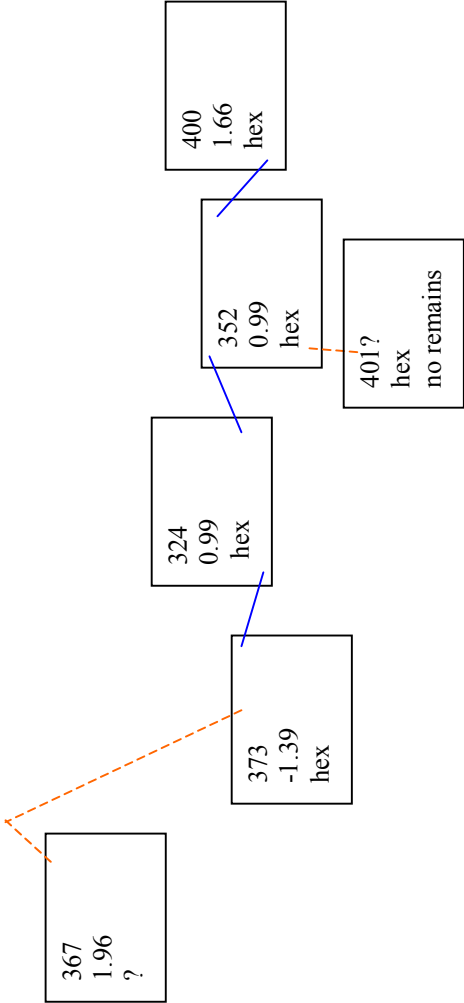 367
1.96
?
373
-1.39
hex
324
0.99
hex
352
0.99
hex
400
1.66
hex
401?
hex
no remains